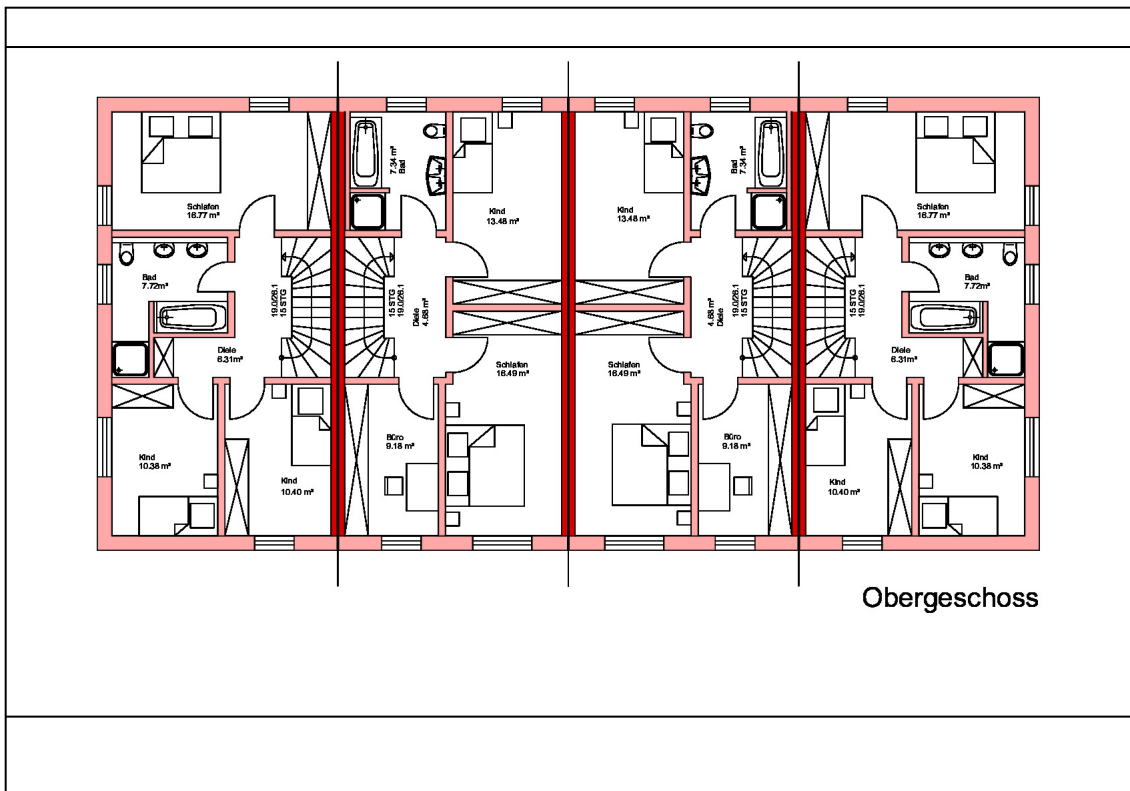 Schlafen
16.77 m²
7.34 m²
Bad
Kind
13.48 m²
Kind
13.48 m²
Bad
7.34 m²
Schlafen
16.77 m²
Bad
7.72m²
19.0/26.1
15 STG
15 STG
19.0/26.1
Diele
4.68 m²
4.68 m²
Diele
19.0/26.1
15 STG
15 STG
19.0/26.1
Bad
7.72m²
Diele
6.31m²
Schlafen
16.49 m²
Schlafen
16.49 m²
Diele
6.31m²
Kind
10.38 m²
Kind
10.40 m²
Büro
9.18 m²
Büro
9.18 m²
Kind
10.40 m²
Kind
10.38 m²
Obergeschoss